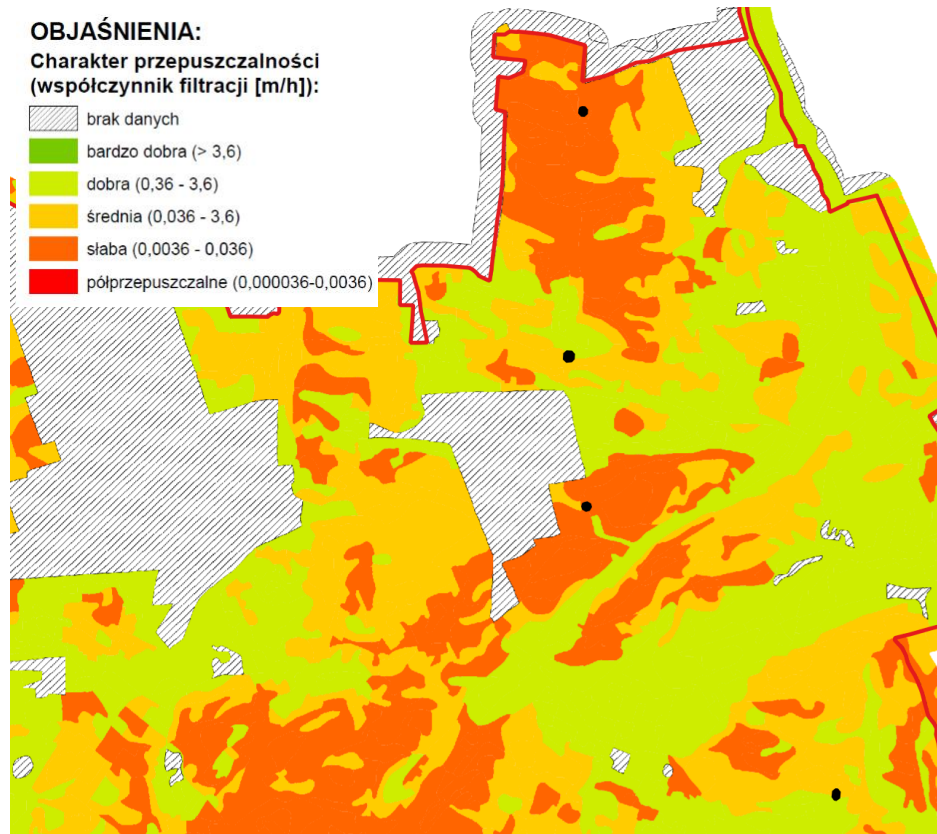 OBJAŚNIENIA:
Charakter przepuszczalności
(współczynnik filtracji [m/h]):
brak danych
bardzo dobra (> 3,6)
dobra (0,36 - 3,6)
średnia (0,036 - 3,6)
słaba (0,0036 - 0,036)
półprzepuszczalne (0,000036-0,0036)